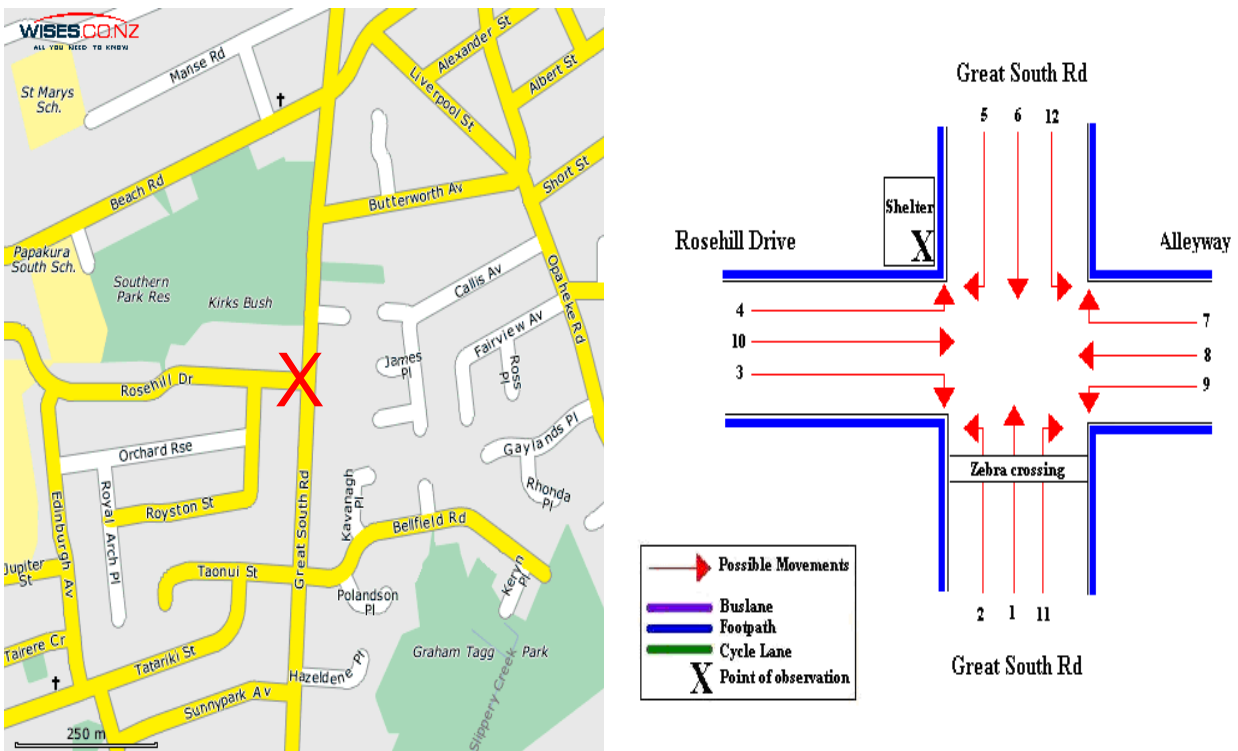 WISES.CO.NZ
ALL YOU NEED TO KNOW
Manse Rd
Alexander St
Liverpool St
Albert St
St Marys
Sch.
Beach Rd
Butterworth Av
Short St
Papakura
South Sch.
Southern
Park Res
Kirks Bush
Callis Av
Opaheke Rd
Fairview Av
James
Pl
Ross
Pl
Rosehill Dr
X
Orchard Rse
Gaylands Pl
Edinburgh Av
Royal Arch Pl
Royston St
Great South Rd
Kavanagh
Pl
Rhonda
Pl
Bellfield Rd
Jupiter
St
Taonui St
Polandson
Pl
Keryn
Pl
Tairere Cr
Tatariki St
Hazeldene Pl
Graham Tagg Park
Slippery Creek
Sunnypark Av
250 m
Great South Rd
5 6 12
Shelter
X
Rosehill Drive
Alleyway
4
10
3
7
8
9
Zebra crossing
2 1 11
Great South Rd
Possible Movements
Buslane
Footpath
Cycle Lane
X Point of observation